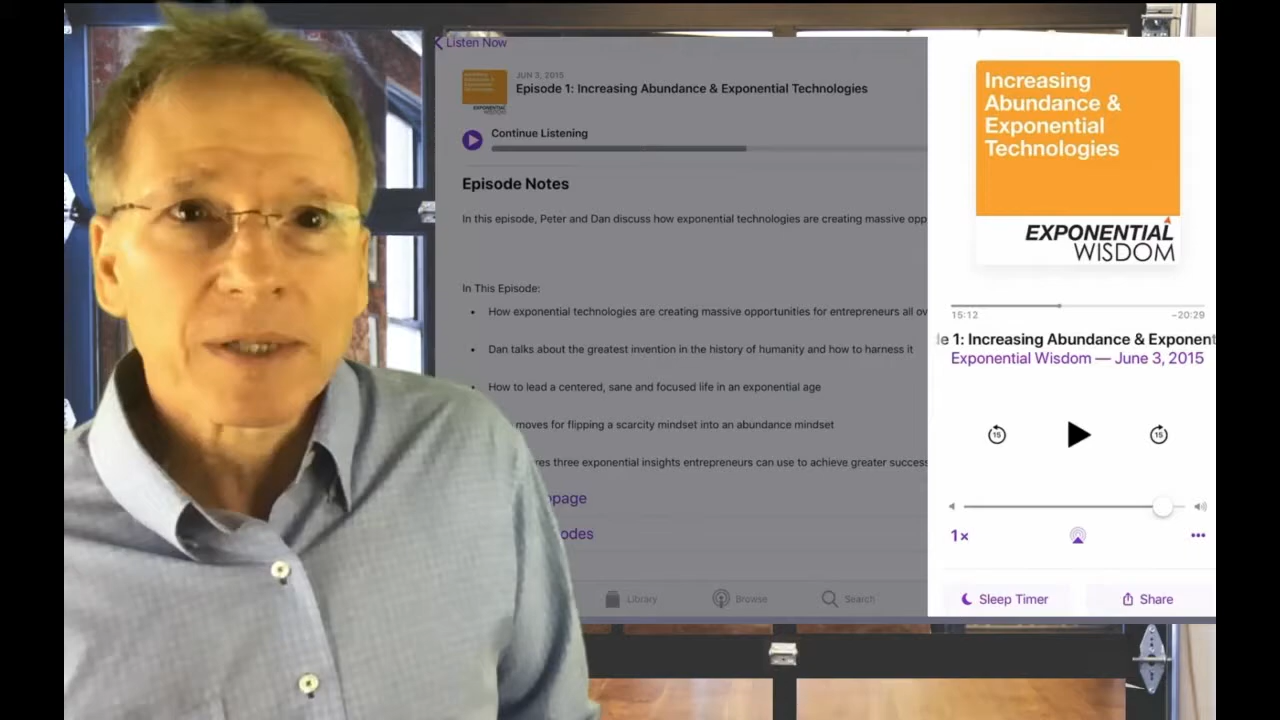 Listen Now
JUN 3, 2015
Episode 1: Increasing Abundance & Exponential Technologies
EXPONENTIAL
Continue Listening
Episode Notes
In this episode, Peter and Dan discuss how exponential technologies are creating massive opp
In This Episode:
• How exponential technologies are creating massive opportunities for entrepreneurs all ov
• Dan talks about the greatest invention in the history of humanity and how to harness it
• How to lead a centered, sane and focused life in an exponential age
moves for flipping a scarcity mindset into an abundance mindset
res three exponential insights entrepreneurs can use to achieve greater success
page
odes
Library
Browse
Search
Increasing
Abundance &
Exponential
Technologies
EXPONENTIAL
WISDOM
15:12
−20:29
e 1: Increasing Abundance & Exponent
Exponential Wisdom — June 3, 2015
15
15
1×
•••
Sleep Timer
Share